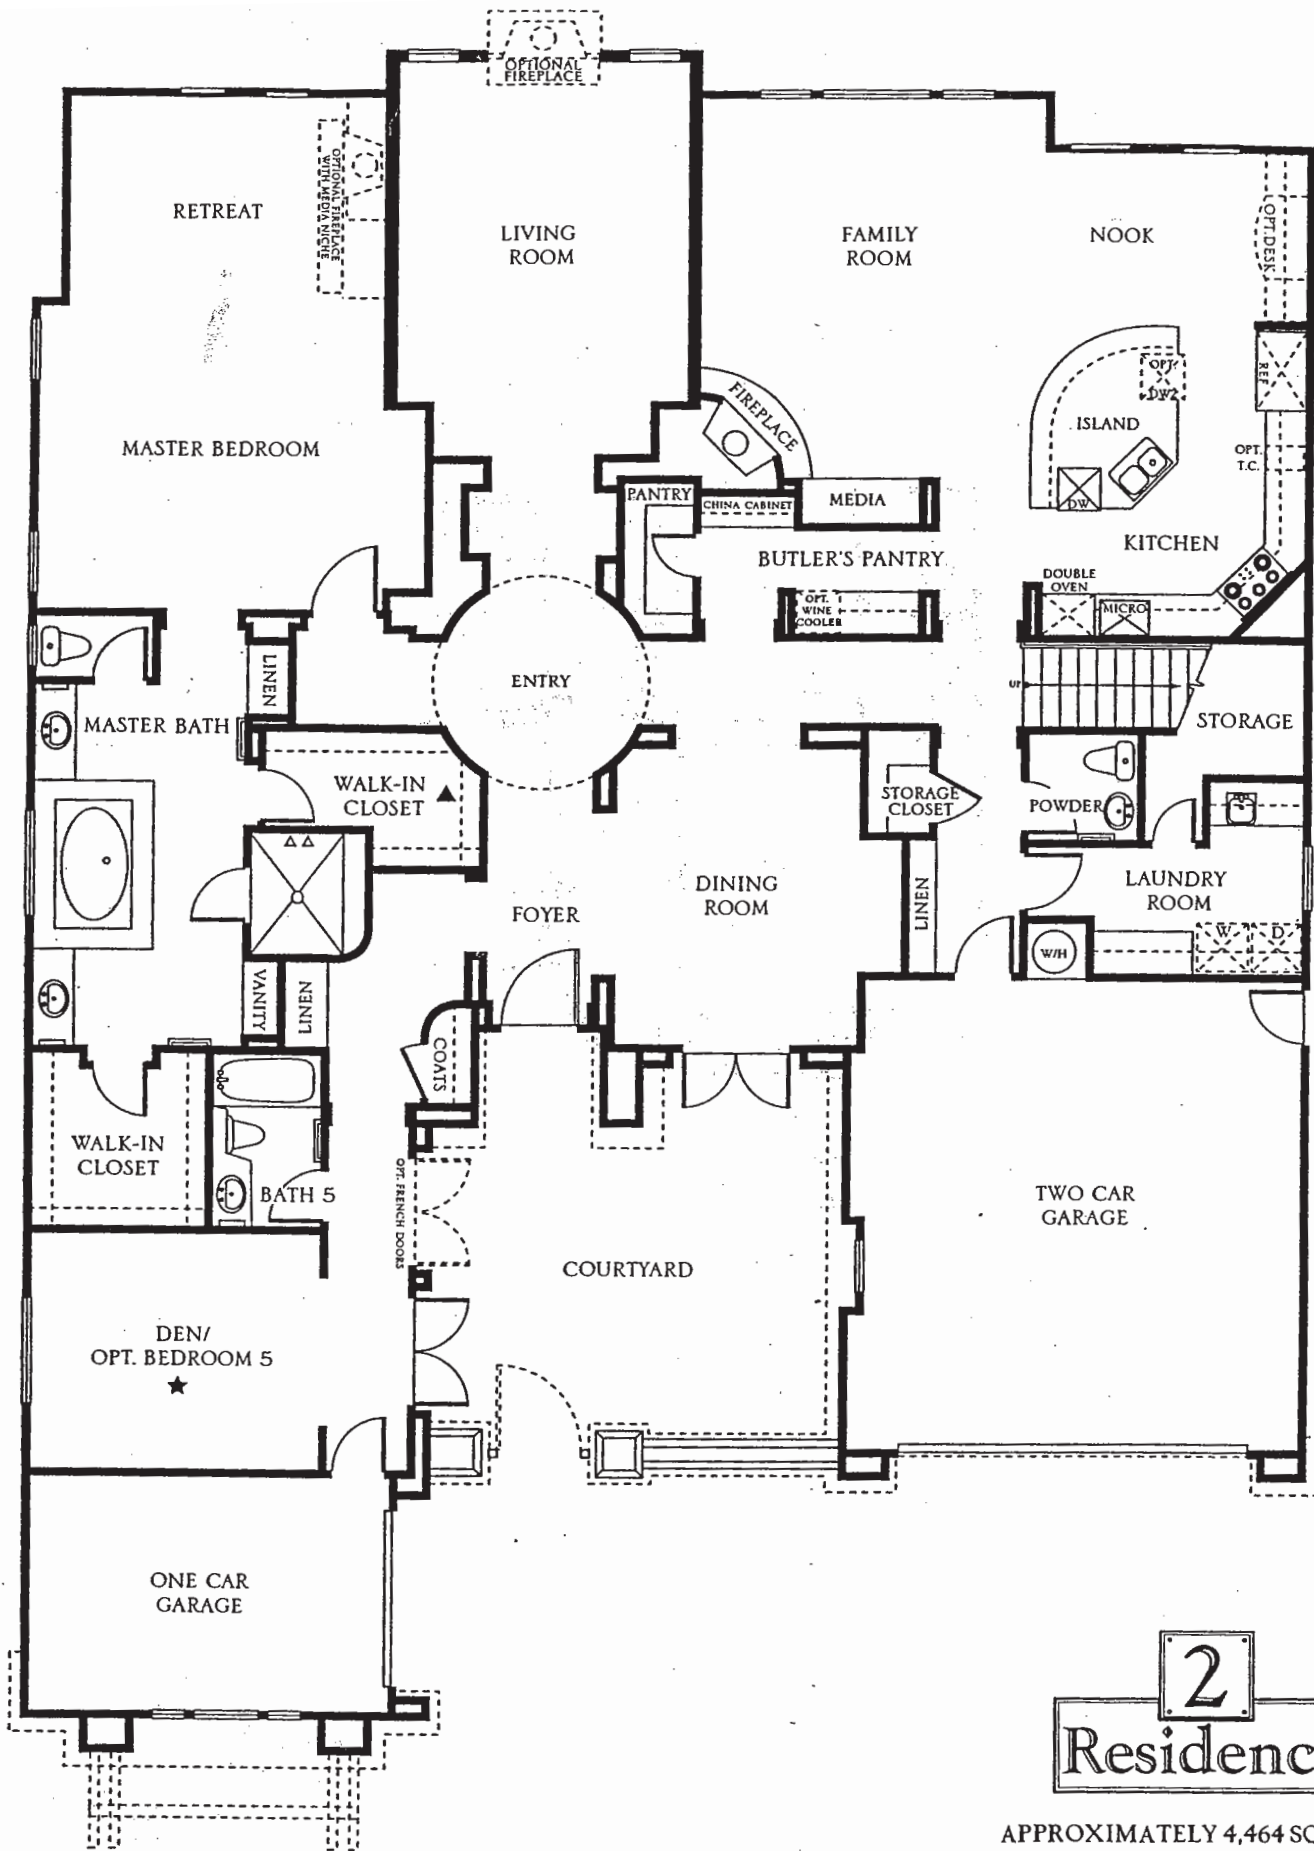 OPTIONAL
FIREPLACE
RETREAT
OPTIONAL FIREPLACE
WITH MEDIA NICHE
LIVING
ROOM
FAMILY
ROOM
NOOK
OPT. DESK
MASTER BEDROOM
FIREPLACE
OPT.
DW2
ISLAND
REF
OPT.
T.C.
DW
PANTRY
CHINA CABINET
MEDIA
KITCHEN
BUTLER'S PANTRY
DOUBLE
OVEN
MICRO
OPT.
WINE
COOLER
LINEN
ENTRY
UP
MASTER BATH
STORAGE
WALK-IN
CLOSET
STORAGE
CLOSET
POWDER
FOYER
DINING
ROOM
LINEN
LAUNDRY
ROOM
W
D
W/H
VANITY
LINEN
COATS
WALK-IN
CLOSET
BATH 5
OPT. FRENCH DOORS
TWO CAR
GARAGE
COURTYARD
DEN/
OPT. BEDROOM 5
ONE CAR
GARAGE
2
Residenc
APPROXIMATELY 4,464 SQ